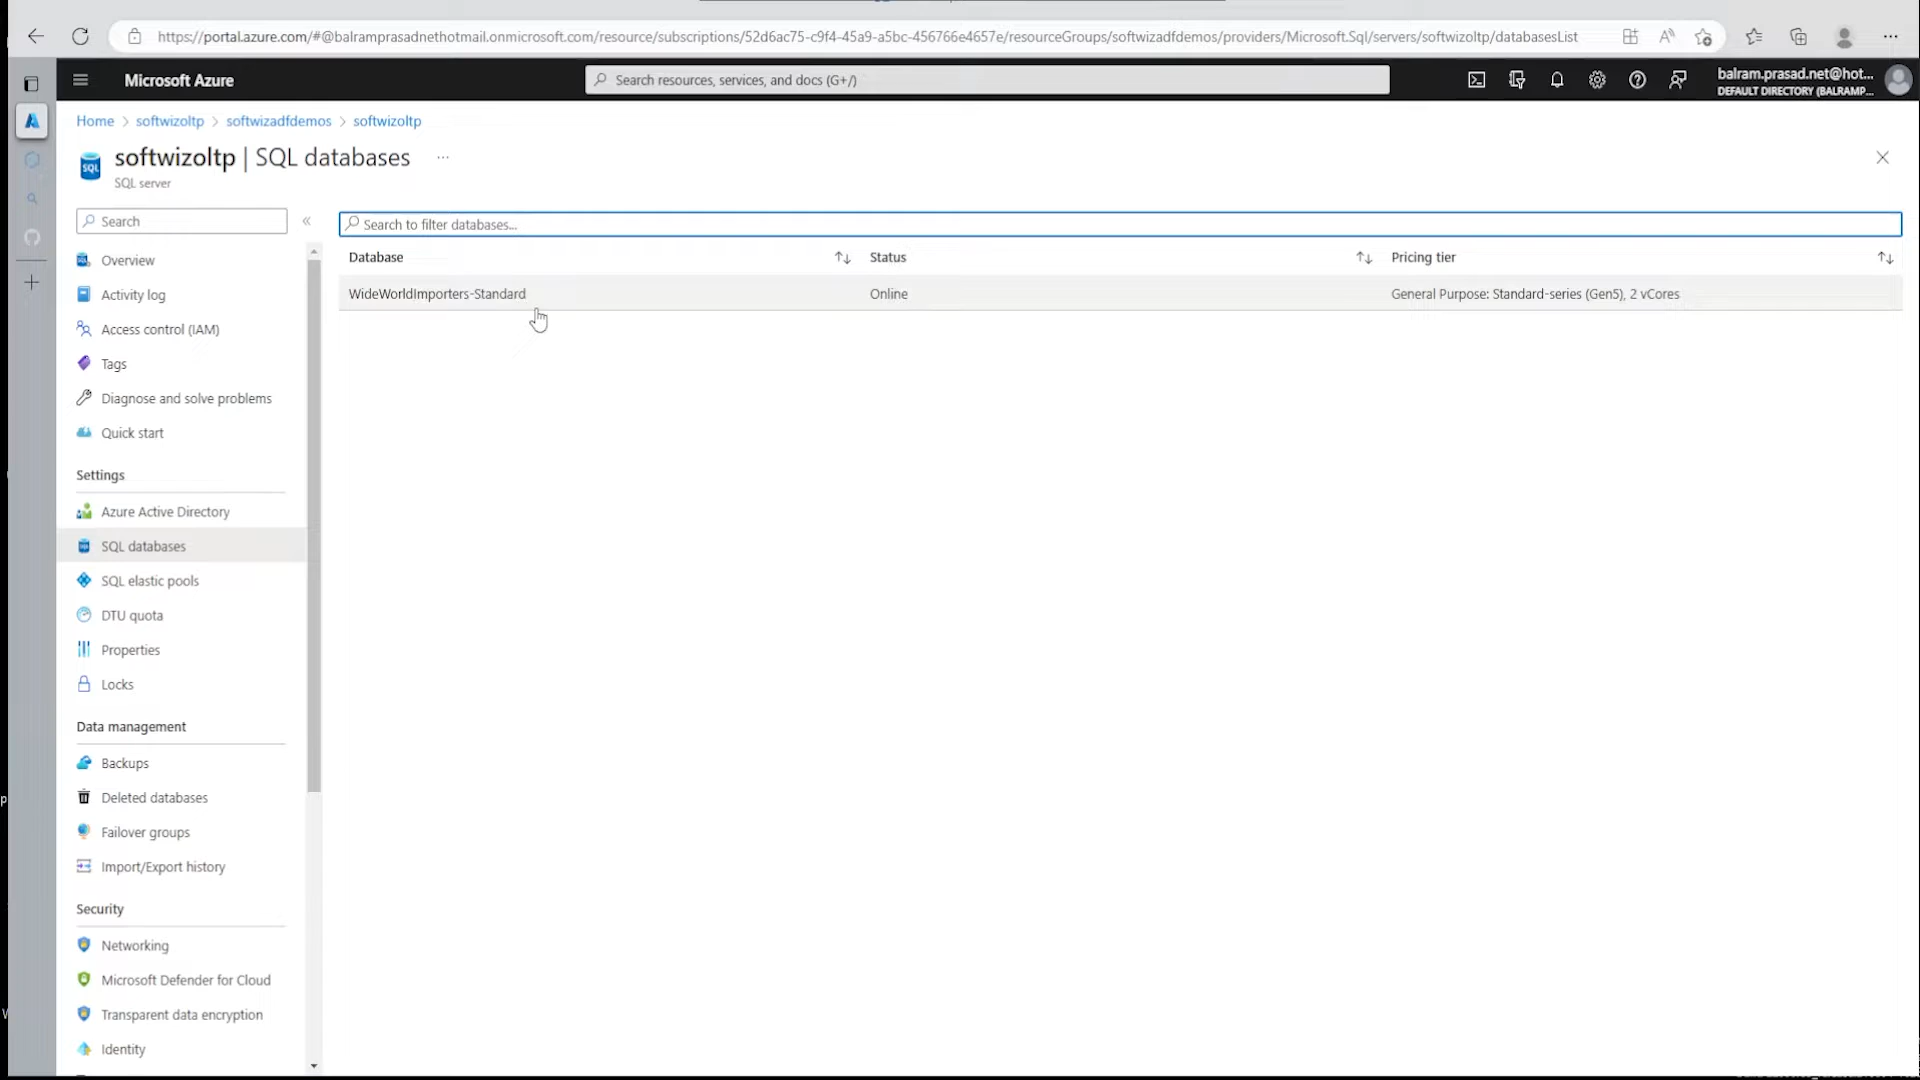 https://portal.azure.com/#@balramprasadnethotmail.onmicrosoft.com/resource/subscriptions/52d6ac75-c9f4-45a9-a5bc-456766e4657e/resourceGroups/softwizadfdemos/providers/Microsoft.Sql/servers/softwizoltp/databasesList
Microsoft Azure
Search resources, services, and docs (G+/)
balram.prasad.net@hot...
DEFAULT DIRECTORY (BALRAMP...
Home > softwizoltp > softwizadfdemos > softwizoltp
softwizoltp | SQL databases ...
SQL
SQL server
Search
Search to filter databases...
Database Status Pricing tier
WideWorldImporters-Standard Online General Purpose: Standard-series (Gen5), 2 vCores
Overview
Activity log
Access control (IAM)
Tags
Diagnose and solve problems
Quick start
Settings
Azure Active Directory
SQL databases
SQL elastic pools
DTU quota
Properties
Locks
Data management
Backups
Deleted databases
Failover groups
Import/Export history
Security
Networking
Microsoft Defender for Cloud
Transparent data encryption
Identity